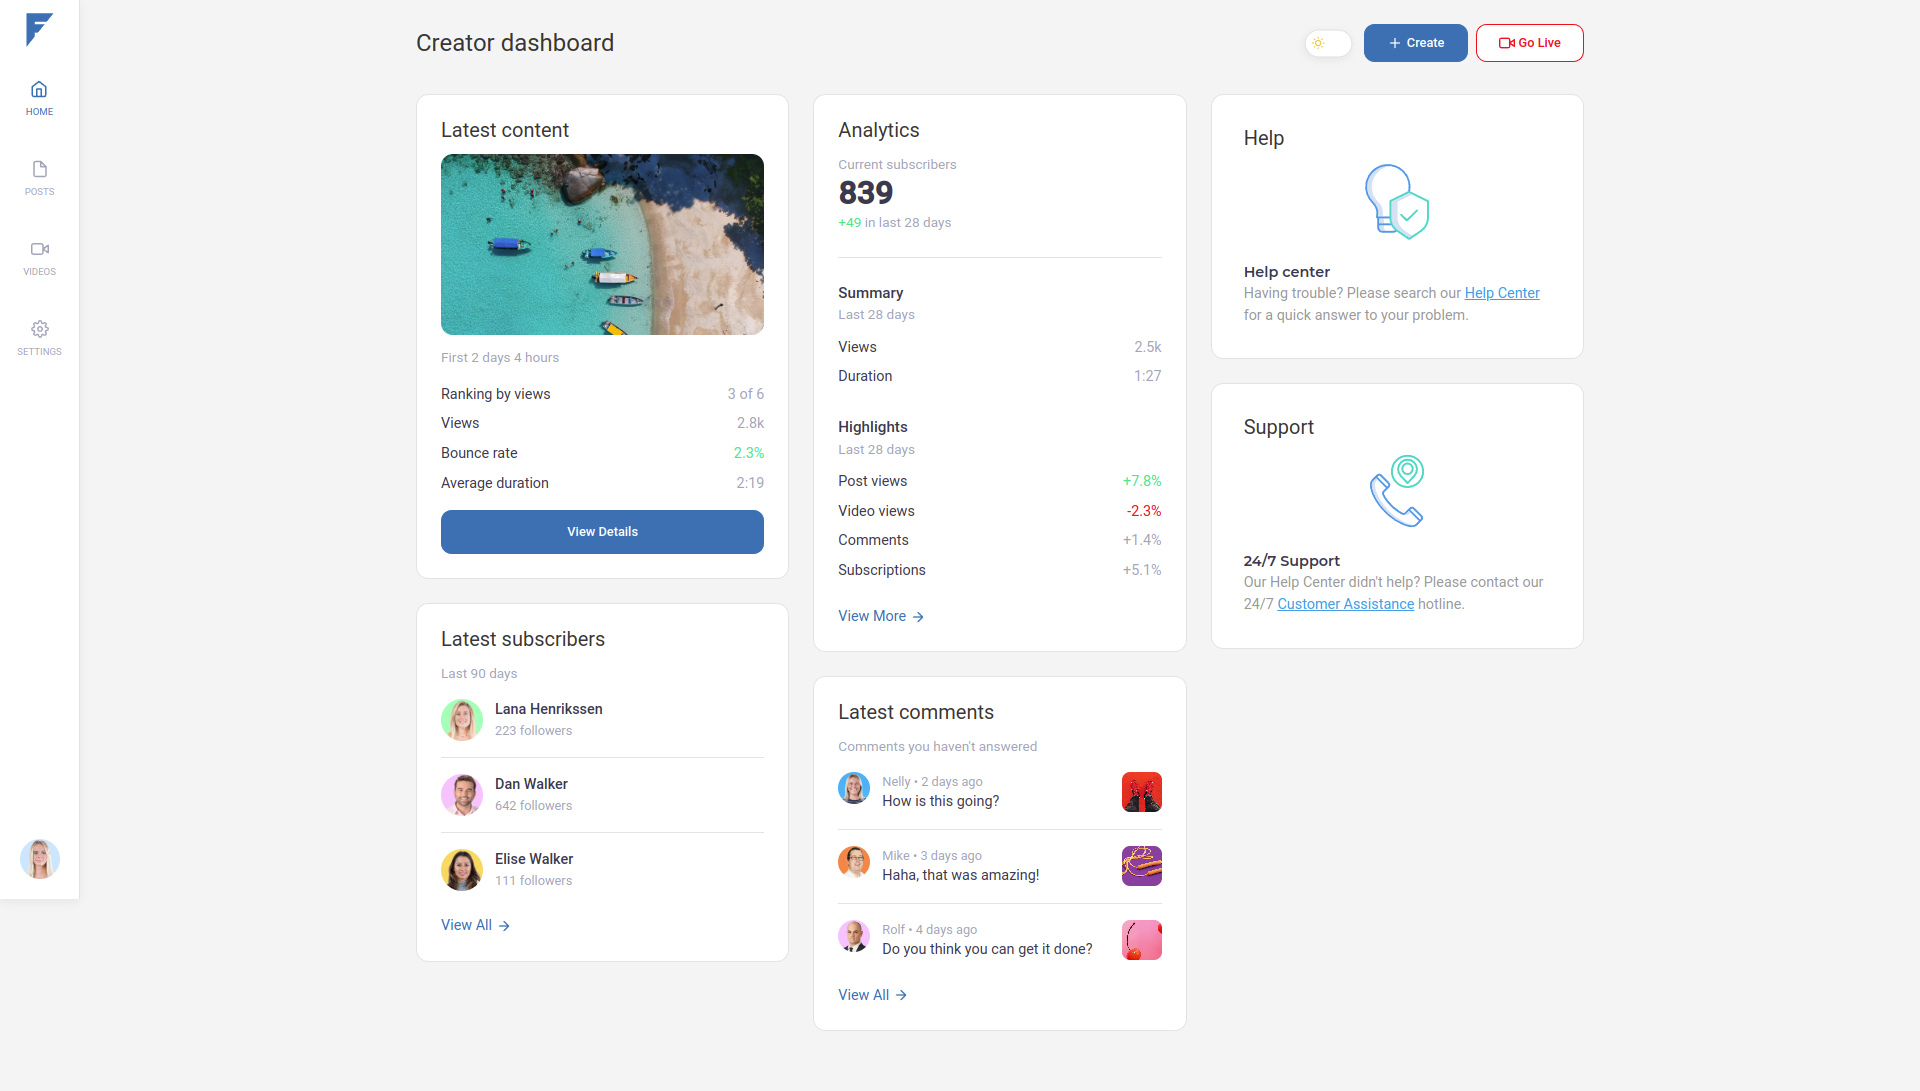 HOME
POSTS
VIDEOS
SETTINGS
Creator dashboard
Create
Go Live
Latest content
First 2 days 4 hours
Ranking by views 3 of 6
Views 2.8k
Bounce rate 2.3%
Average duration 2:19
View Details
Latest subscribers
Last 90 days
Lana Henrikssen
223 followers
Dan Walker
642 followers
Elise Walker
111 followers
View All
Analytics
Current subscribers
839
+49 in last 28 days
Summary
Last 28 days
Views 2.5k
Duration 1:27
Highlights
Last 28 days
Post views +7.8%
Video views -2.3%
Comments +1.4%
Subscriptions +5.1%
View More
Latest comments
Comments you haven't answered
Nelly • 2 days ago
How is this going?
Mike • 3 days ago
Haha, that was amazing!
Rolf • 4 days ago
Do you think you can get it done?
View All
Help
Help center
Having trouble? Please search our Help Center
for a quick answer to your problem.
Support
24/7 Support
Our Help Center didn't help? Please contact our
24/7 Customer Assistance hotline.